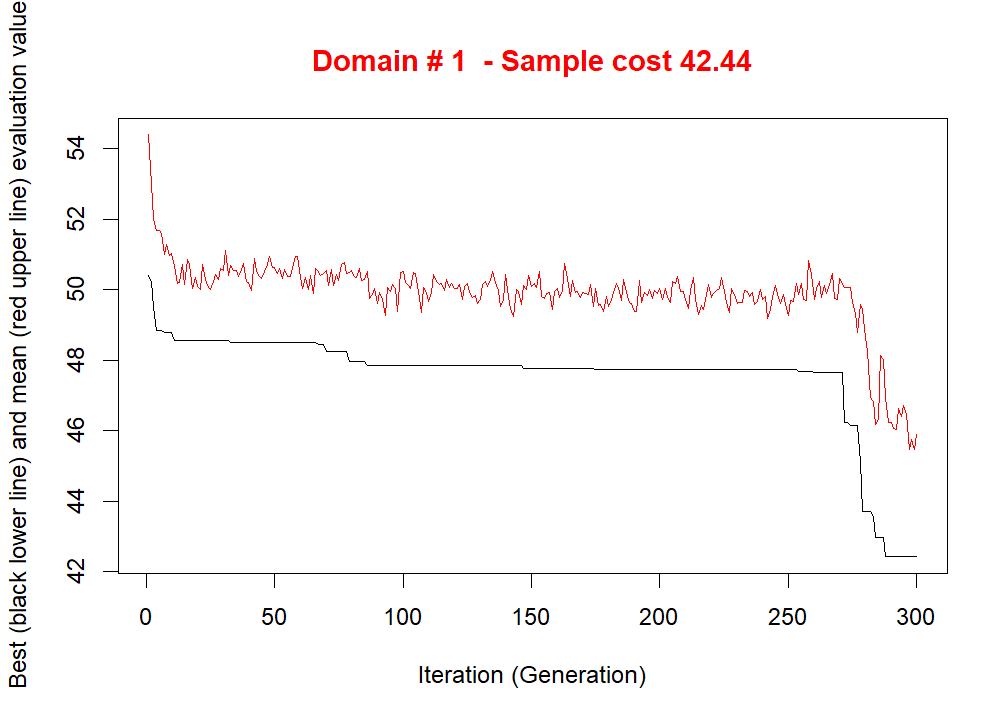 Domain # 1  - Sample cost 42.44
Best (black lower line) and mean (red upper line) evaluation value
54
52
50
48
46
44
42
0 50 100 150 200 250 300
Iteration (Generation)